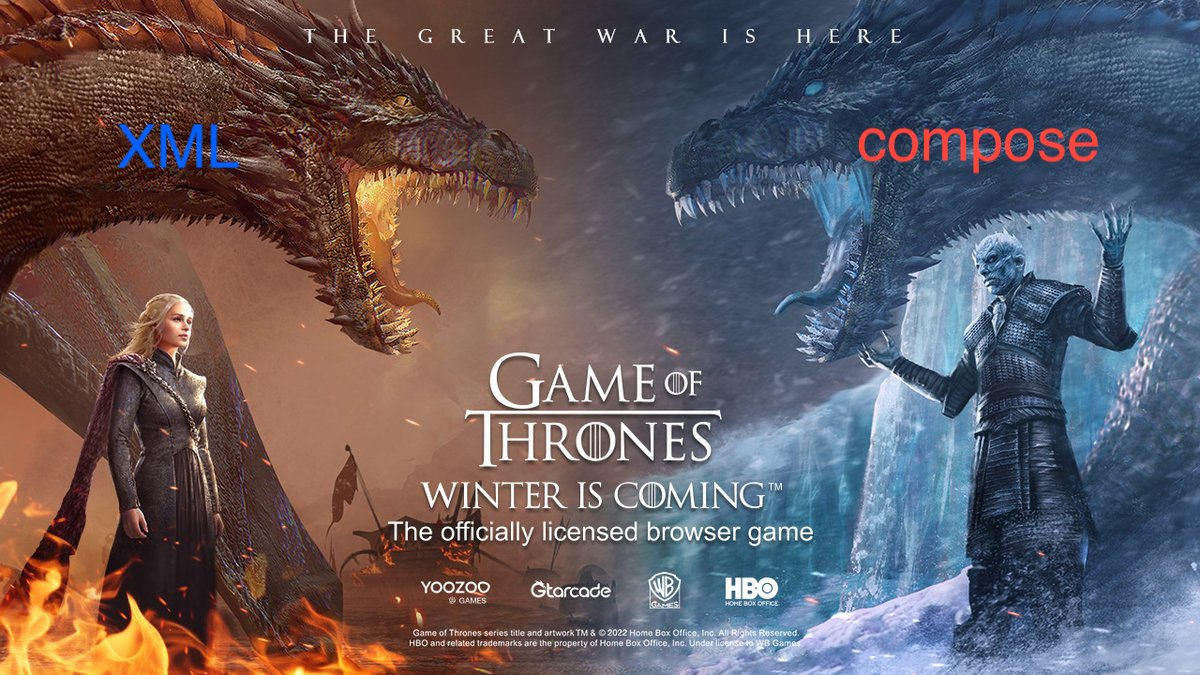 THE GREAT WAR IS HERE
XML
compose
GAME OF
THRONES
WINTER IS COMING™
The officially licensed browser game
YOOZOO
GAMES
Gtarcade
WB
GAMES
HBO
HOME BOX OFFICE.
Game of Thrones series title and artwork TM & © 2022 Home Box Office, Inc. All Rights Reserved.
HBO and related trademarks are the property of Home Box Office, Inc. Under license to WB Games.